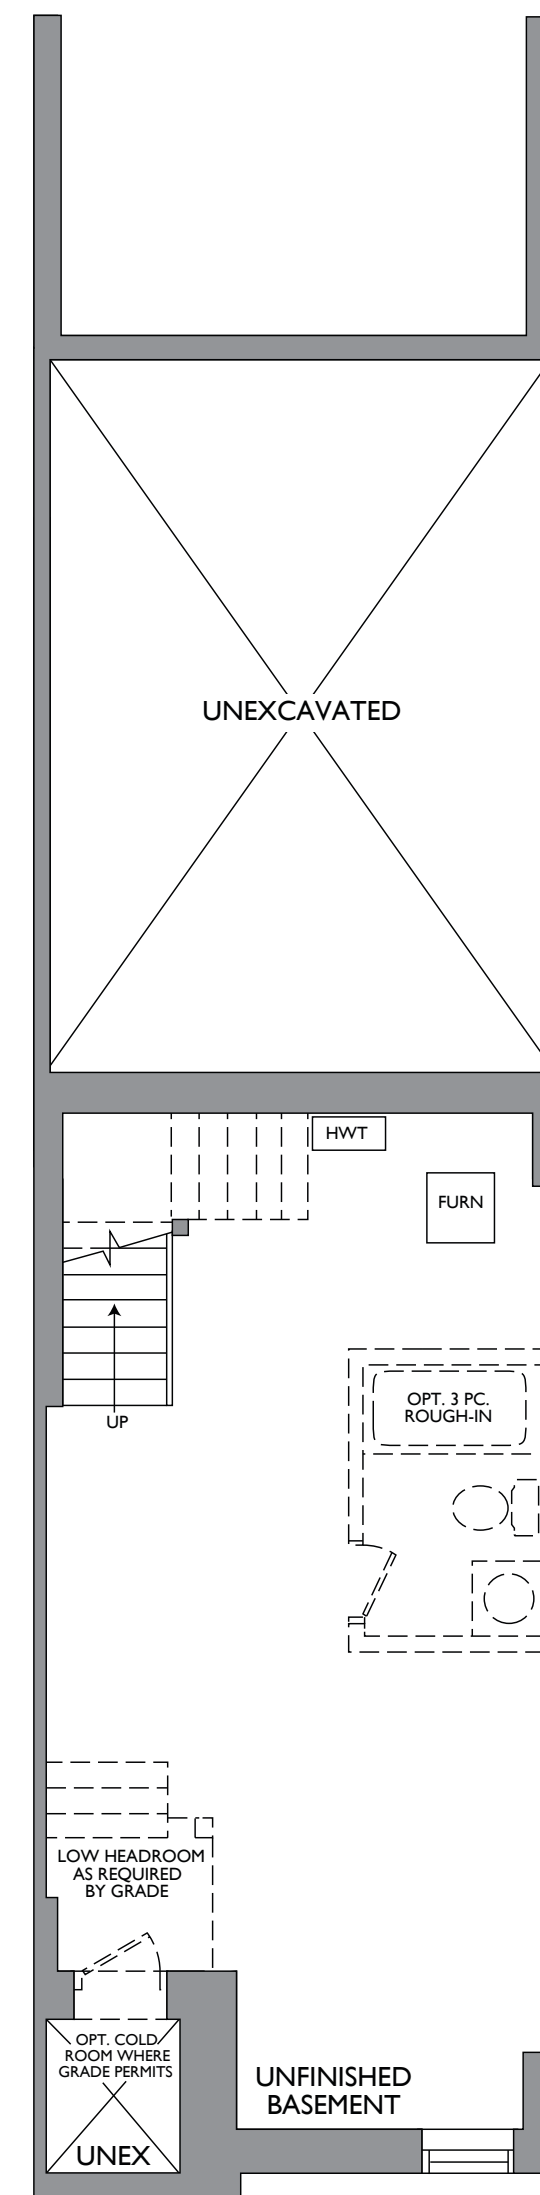 UNEXCAVATED
HWT
FURN
OPT. 3 PC.
ROUGH-IN
UP
LOW HEADROOM
AS REQUIRED
BY GRADE
OPT. COLD
ROOM WHERE
GRADE PERMITS
UNEX
UNFINISHED
BASEMENT